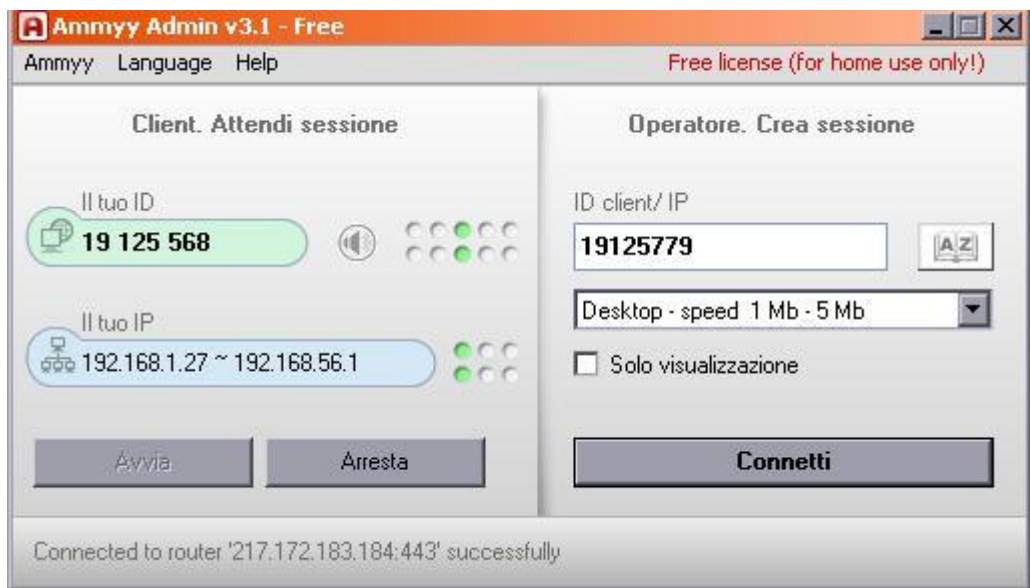 Ammyy Admin v3.1 - Free
Ammyy Language Help Free license (for home use only!)
Client. Attendi sessione
Il tuo ID
19 125 568
Il tuo IP
192.168.1.27 ~ 192.168.56.1
Avvia Arresta
Operatore. Crea sessione
ID client/ IP
19125779
AZ
Desktop - speed 1 Mb - 5 Mb
Solo visualizzazione
Connetti
Connected to router '217.172.183.184:443' successfully